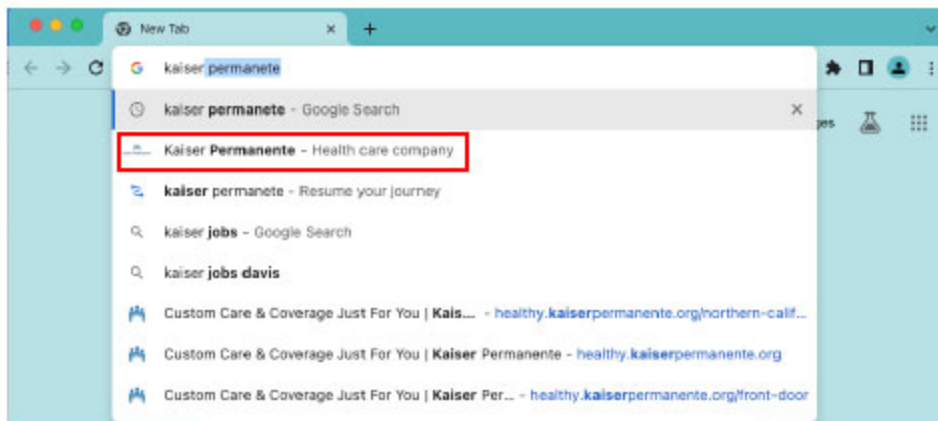 New Tab
kaiser permanete
kaiser permanete - Google Search
ges
Kaiser Permanente - Health care company
kaiser permanete - Resume your journey
kaiser jobs - Google Search
kaiser jobs davis
Custom Care & Coverage Just For You | Kais... - healthy.kaiserpermanente.org/northern-calif...
Custom Care & Coverage Just For You | Kaiser Permanente - healthy.kaiserpermanente.org
Custom Care & Coverage Just For You | Kaiser Per... - healthy.kaiserpermanente.org/front-door